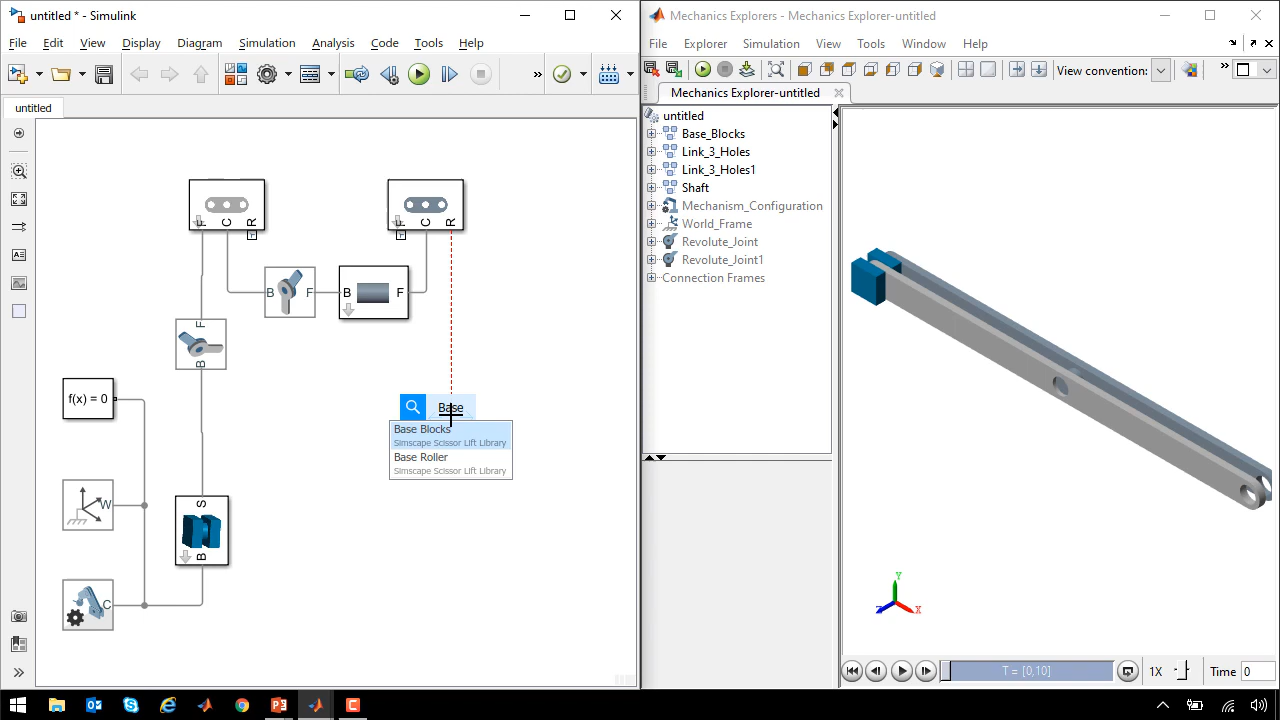 untitled * - Simulink
File Edit View Display Diagram Simulation Analysis Code Tools Help
»
untitled
F C R
F C R
B F
B F
F
B
f(x) = 0
W
S
B
C
Base
Base Blocks
Simscape Scissor Lift Library
Base Roller
Simscape Scissor Lift Library
»
Mechanics Explorers - Mechanics Explorer-untitled
File Explorer Simulation View Tools Window Help
View convention:
»
Mechanics Explorer-untitled
untitled
Base_Blocks
Link_3_Holes
Link_3_Holes1
Shaft
Mechanism_Configuration
World_Frame
Revolute_Joint
Revolute_Joint1
Connection Frames
Y
Z
X
T = [0,10]
1X
Time 0